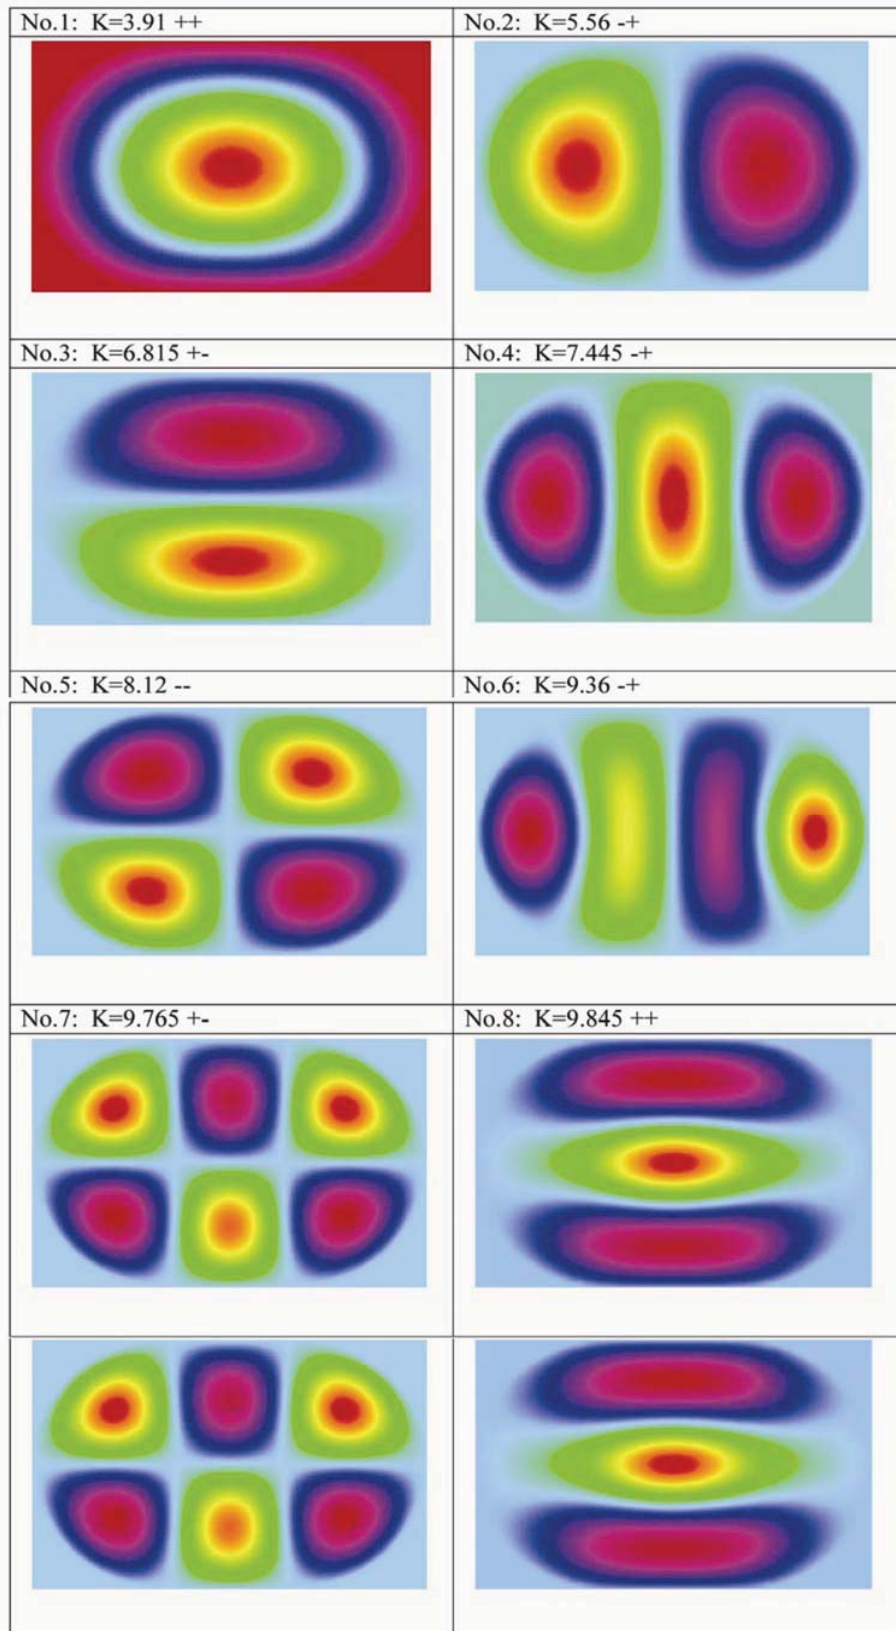 No.1: K=3.91 ++
No.2: K=5.56 -+
No.3: K=6.815 +-
No.4: K=7.445 -+
No.5: K=8.12 --
No.6: K=9.36 -+
No.7: K=9.765 +-
No.8: K=9.845 ++